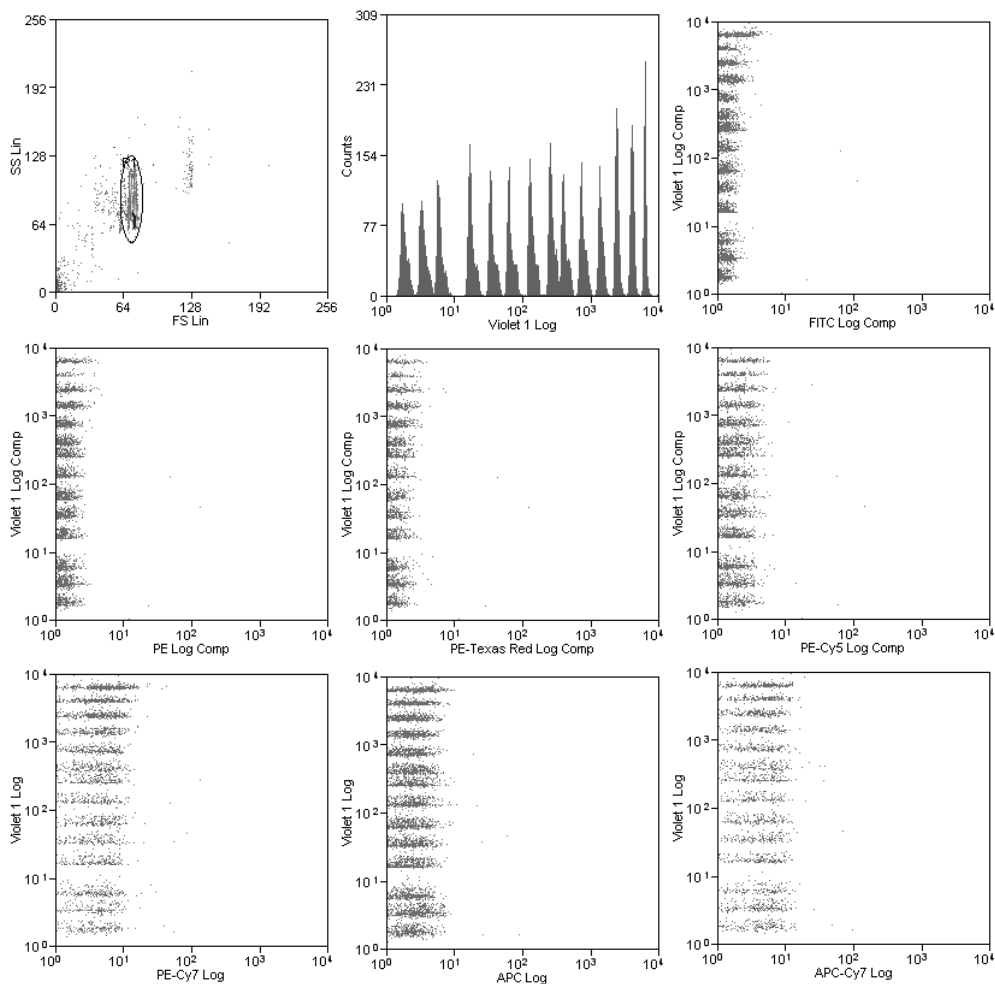 256
192
128
64
0
SS Lin
0 64 128 192 256
FS Lin
309
231
154
77
0
Counts
10⁰ 10¹ 10² 10³ 10⁴
Violet 1 Log
10⁴
10³
10²
10¹
10⁰
Violet 1 Log Comp
10⁰ 10¹ 10² 10³ 10⁴
FITC Log Comp
10⁴
10³
10²
10¹
10⁰
Violet 1 Log Comp
10⁰ 10¹ 10² 10³ 10⁴
PE Log Comp
10⁴
10³
10²
10¹
10⁰
Violet 1 Log Comp
10⁰ 10¹ 10² 10³ 10⁴
PE-Texas Red Log Comp
10⁴
10³
10²
10¹
10⁰
Violet 1 Log Comp
10⁰ 10¹ 10² 10³ 10⁴
PE-Cy5 Log Comp
10⁴
10³
10²
10¹
10⁰
Violet 1 Log
10⁰ 10¹ 10² 10³ 10⁴
PE-Cy7 Log
10⁴
10³
10²
10¹
10⁰
Violet 1 Log
10⁰ 10¹ 10² 10³ 10⁴
APC Log
10⁴
10³
10²
10¹
10⁰
Violet 1 Log
10⁰ 10¹ 10² 10³ 10⁴
APC-Cy7 Log